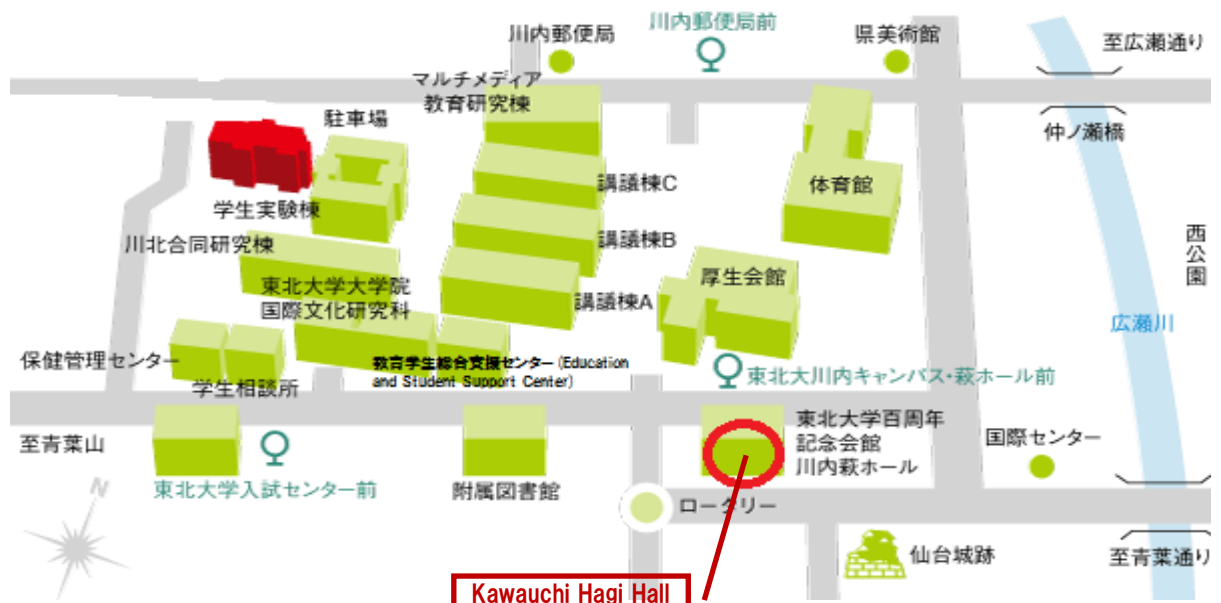 川内郵便局
川内郵便局前
県美術館
至広瀬通り
マルチメディア
教育研究棟
駐車場
仲ノ瀬橋
講議棟C
体育館
学生実験棟
川北合同研究棟
講議棟B
西公園
東北大学大学院
国際文化研究科
講議棟A
厚生会館
広瀬川
保健管理センター
教育学生総合支援センター (Education
and Student Support Center)
学生相談所
東北大川内キャンパス・萩ホール前
至青葉山
東北大学百周年
記念会館
川内萩ホール
国際センター
東北大学入試センター前
附属図書館
N
ロータリー
仙台城跡
至青葉通り
Kawauchi Hagi Hall